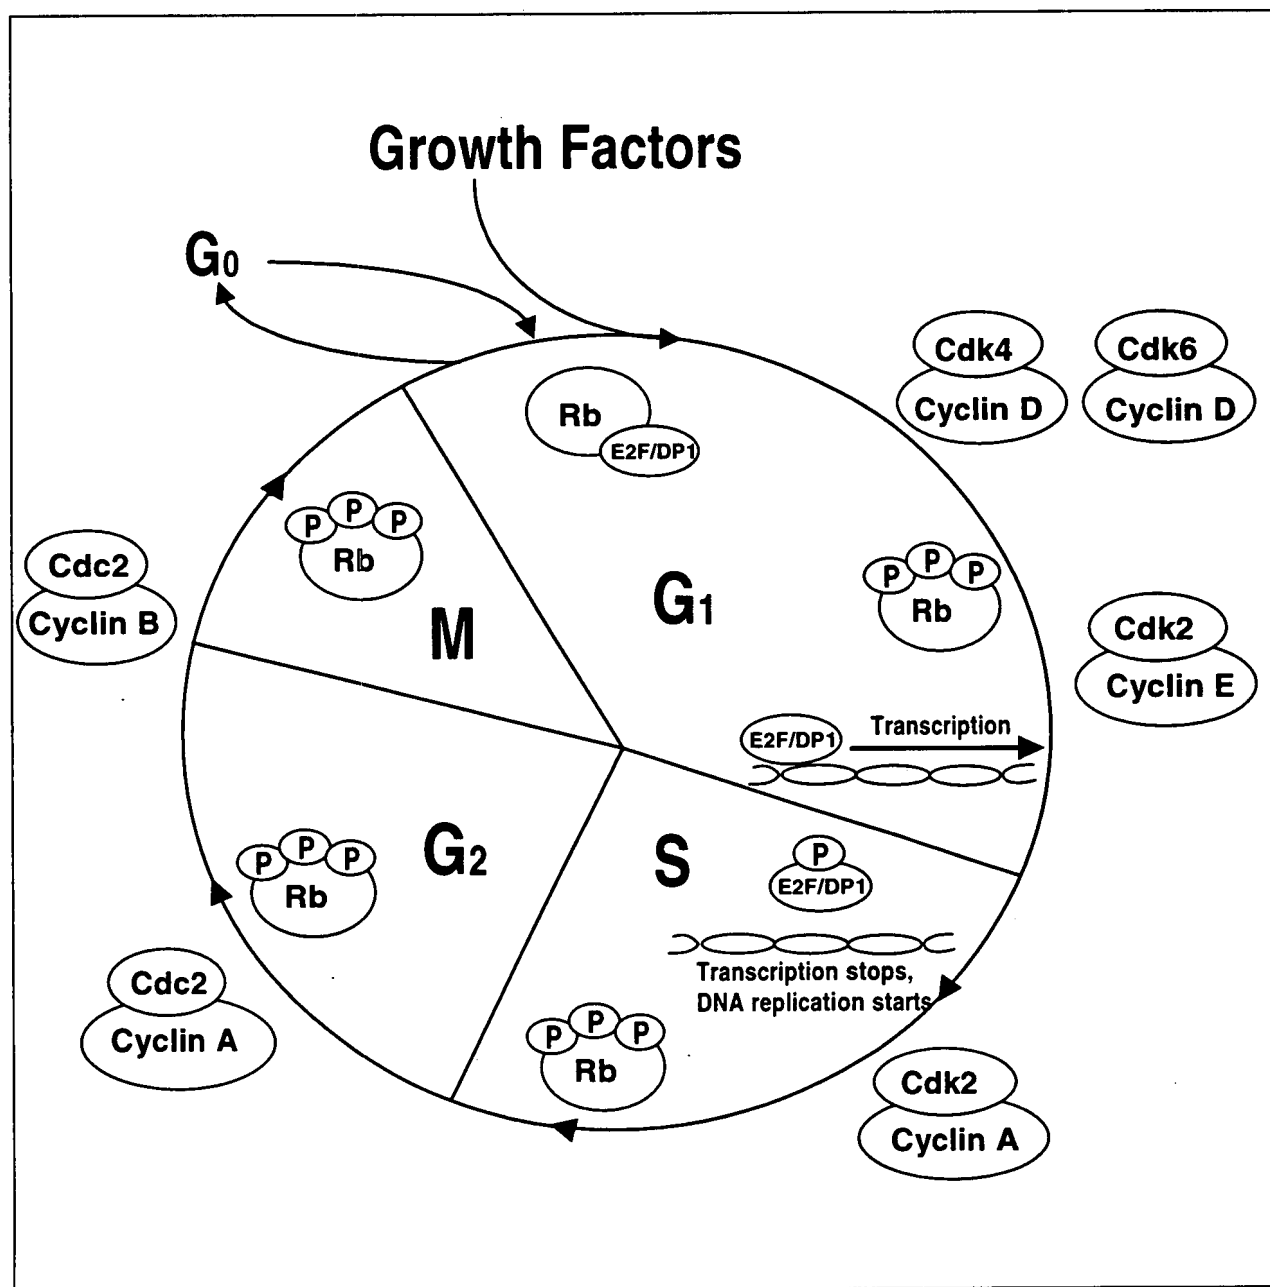 Growth Factors
G0
Cdk4
Cyclin D
Cdk6
Cyclin D
Rb
E2F/DP1
P P P
Rb
Cdc2
Cyclin B
M
G1
P P P
Rb
Cdk2
Cyclin E
E2F/DP1
Transcription
G2
P P P
Rb
S
P
E2F/DP1
Transcription stops,
DNA replication starts
Cdc2
Cyclin A
P P P
Rb
Cdk2
Cyclin A